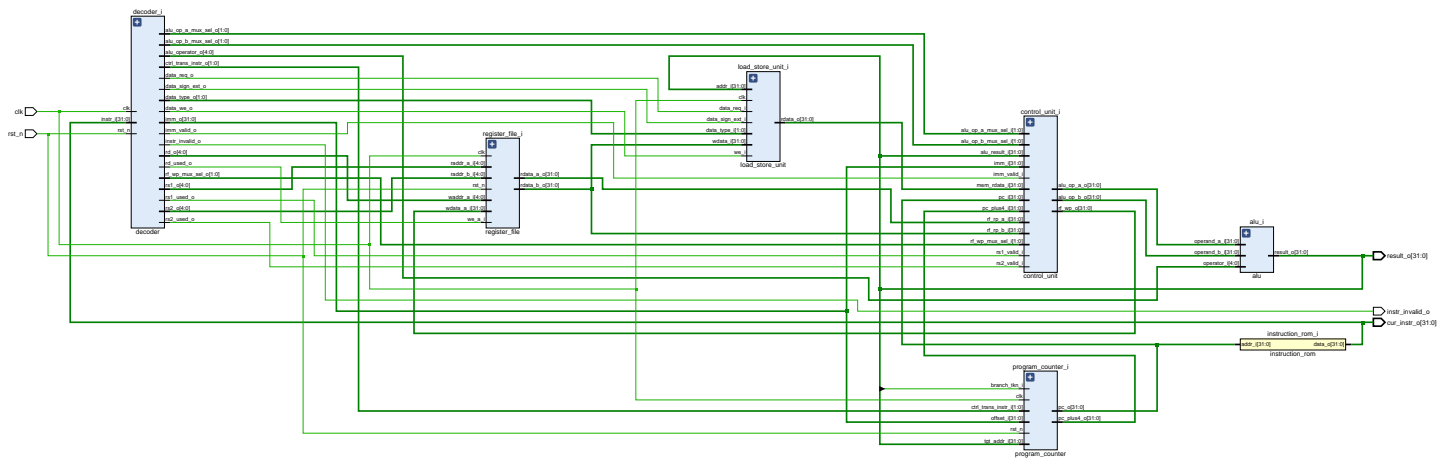 decoder_i
alu_op_a_mux_sel_o[1:0]
alu_op_b_mux_sel_o[1:0]
alu_operator_o[4:0]
ctrl_trans_instr_o[1:0]
data_req_o
data_sign_ext_o
data_type_o[1:0]
data_we_o
imm_o[31:0]
imm_valid_o
instr_invalid_o
rd_o[4:0]
rd_used_o
rf_wp_mux_sel_o[1:0]
rs1_o[4:0]
rs1_used_o
rs2_o[4:0]
rs2_used_o
clk
instr_i[31:0]
rst_n
decoder
clk
rst_n
register_file_i
clk
raddr_a_i[4:0]
raddr_b_i[4:0]
rst_n
waddr_a_i[4:0]
wdata_a_i[31:0]
we_a_i
rdata_a_o[31:0]
rdata_b_o[31:0]
register_file
load_store_unit_i
addr_i[31:0]
clk
data_req_i
data_sign_ext_i
data_type_i[1:0]
wdata_i[31:0]
we_i
rdata_o[31:0]
load_store_unit
control_unit_i
alu_op_a_mux_sel_i[1:0]
alu_op_b_mux_sel_i[1:0]
alu_result_i[31:0]
imm_i[31:0]
imm_valid_i
mem_rdata_i[31:0]
pc_i[31:0]
pc_plus4_i[31:0]
rf_rp_a_i[31:0]
rf_rp_b_i[31:0]
rf_wp_mux_sel_i[1:0]
rs1_valid_i
rs2_valid_i
alu_op_a_o[31:0]
alu_op_b_o[31:0]
rf_wp_o[31:0]
control_unit
alu_i
operand_a_i[31:0]
operand_b_i[31:0]
operator_i[4:0]
result_o[31:0]
alu
result_o[31:0]
instr_invalid_o
cur_instr_o[31:0]
instruction_rom_i
addr_i[31:0]
data_o[31:0]
instruction_rom
program_counter_i
branch_tkn_i
clk
ctrl_trans_instr_i[1:0]
offset_i[31:0]
rst_n
tgt_addr_i[31:0]
pc_o[31:0]
pc_plus4_o[31:0]
program_counter